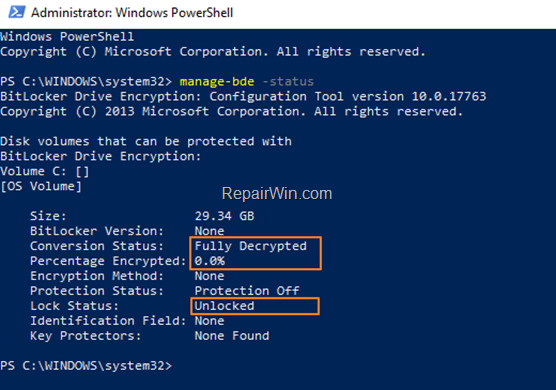 Administrator: Windows PowerShell
Windows PowerShell
Copyright (C) Microsoft Corporation. All rights reserved.
PS C:\WINDOWS\system32> manage-bde -status
BitLocker Drive Encryption: Configuration Tool version 10.0.17763
Copyright (C) 2013 Microsoft Corporation. All rights reserved.
Disk volumes that can be protected with
BitLocker Drive Encryption:
Volume C: []
[OS Volume]
RepairWin.com
Size: 29.34 GB
BitLocker Version: None
Conversion Status: Fully Decrypted
Percentage Encrypted: 0.0%
Encryption Method: None
Protection Status: Protection Off
Lock Status: Unlocked
Identification Field: None
Key Protectors: None Found
PS C:\WINDOWS\system32>